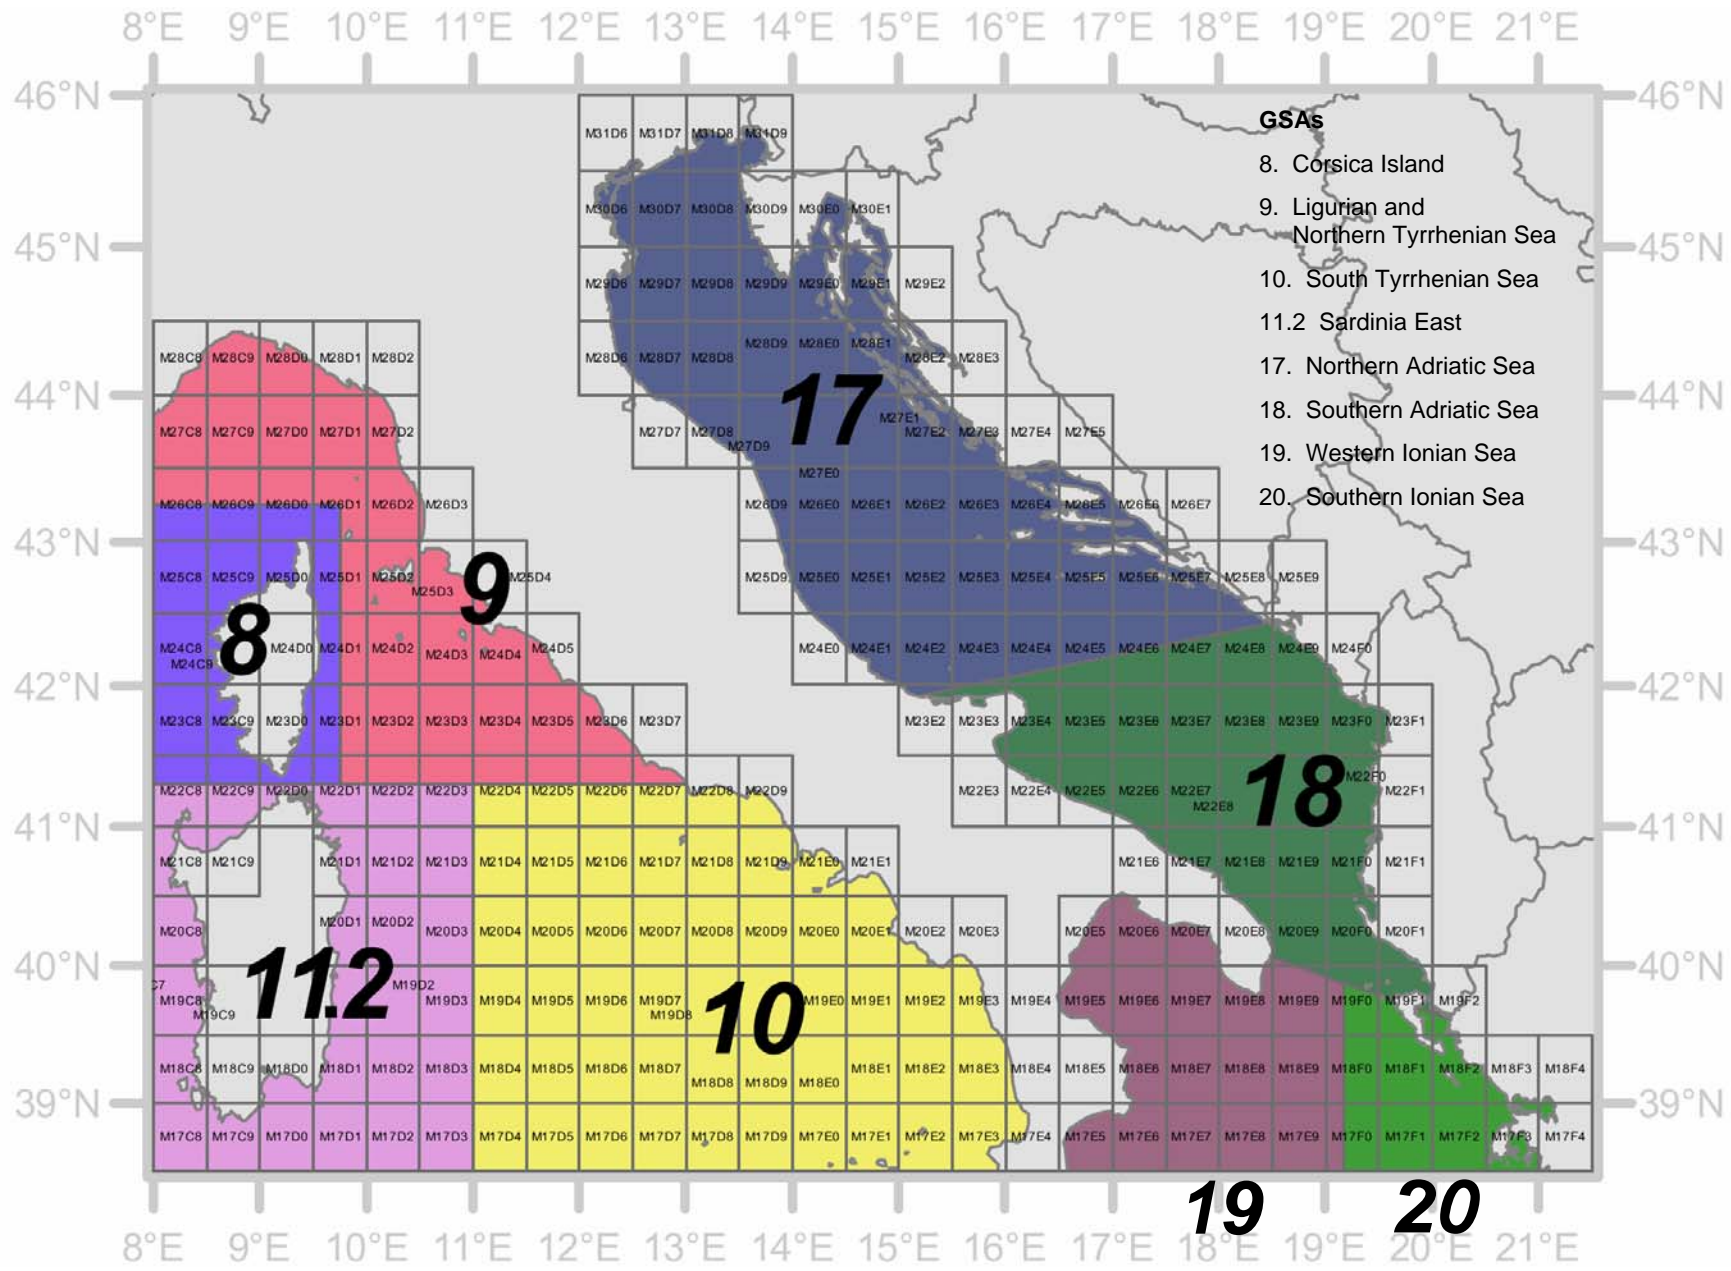 8°E 9°E 10°E 11°E 12°E 13°E 14°E 15°E 16°E 17°E 18°E 19°E 20°E 21°E
46°N 46°N
GSAs
M31D6 M31D7 M31D8 M31D9
8. Corsica Island
9. Ligurian and
M30D6 M30D7 M30D8 M30D9 M30E0 M30E1
Northern Tyrrhenian Sea
45°N 45°N
10. South Tyrrhenian Sea
M29D6 M29D7 M29D8 M29D9 M29E0 M29E1 M29E2
11.2 Sardinia East
M28D9 M28E0 M28E1
M28C8 M28C9 M28D0 M28D1 M28D2 M28D6 M28D7 M28D8 M28E2 M28E3
17. Northern Adriatic Sea
44°N 44°N
17
18. Southern Adriatic Sea
M27E1
M27C8 M27C9 M27D0 M27D1 M27D2 M27D7 M27D8 M27E2 M27E3 M27E4 M27E5
M27D9
19. Western Ionian Sea
M27E0
20. Southern Ionian Sea
M26C8 M26C9 M26D0 M26D1 M26D2 M26D3 M26D9 M26E0 M26E1 M26E2 M26E3 M26E4 M26E5 M26E6 M26E7
43°N 43°N
M25C8 M25C9 M25D0 M25D1 M25D2 M25D4 M25D9 M25E0 M25E1 M25E2 M25E3 M25E4 M25E5 M25E6 M25E7 M25E8 M25E9
M25D3
9
8
M24C8 M24D0 M24D1 M24D2 M24D3 M24D4 M24D5 M24E0 M24E1 M24E2 M24E3 M24E4 M24E5 M24E6 M24E7 M24E8 M24E9 M24F0
M24C9
42°N 42°N
M23C8 M23C9 M23D0 M23D1 M23D2 M23D3 M23D4 M23D5 M23D6 M23D7 M23E2 M23E3 M23E4 M23E5 M23E6 M23E7 M23E8 M23E9 M23F0 M23F1
M22F0
M22C8 M22C9 M22D0 M22D1 M22D2 M22D3 M22D4 M22D5 M22D6 M22D7 M22D8 M22D9 M22E3 M22E4 M22E5 M22E6 M22E7 M22F1
18
M22E8
41°N 41°N
M21C8 M21C9 M21D1 M21D2 M21D3 M21D4 M21D5 M21D6 M21D7 M21D8 M21D9 M21E0 M21E1 M21E6 M21E7 M21E8 M21E9 M21F0 M21F1
M20D1 M20D2
M20C8 M20D3 M20D4 M20D5 M20D6 M20D7 M20D8 M20D9 M20E0 M20E1 M20E2 M20E3 M20E5 M20E6 M20E7 M20E8 M20E9 M20F0 M20F1
40°N 40°N
11.2
C7 M19D2
M19C8 M19D3 M19D4 M19D5 M19D6 M19D7 M19E0 M19E1 M19E2 M19E3 M19E4 M19E5 M19E6 M19E7 M19E8 M19E9 M19F0 M19F1 M19F2
M19C9 M19D8
10
M18C8 M18C9 M18D0 M18D1 M18D2 M18D3 M18D4 M18D5 M18D6 M18D7 M18E1 M18E2 M18E3 M18E4 M18E5 M18E6 M18E7 M18E8 M18E9 M18F0 M18F1 M18F2 M18F3 M18F4
M18D8 M18D9 M18E0
39°N 39°N
M17C8 M17C9 M17D0 M17D1 M17D2 M17D3 M17D4 M17D5 M17D6 M17D7 M17D8 M17D9 M17E0 M17E1 M17E2 M17E3 M17E4 M17E5 M17E6 M17E7 M17E8 M17E9 M17F0 M17F1 M17F2 M17F3 M17F4
19 20
8°E 9°E 10°E 11°E 12°E 13°E 14°E 15°E 16°E 17°E 18°E 19°E 20°E 21°E